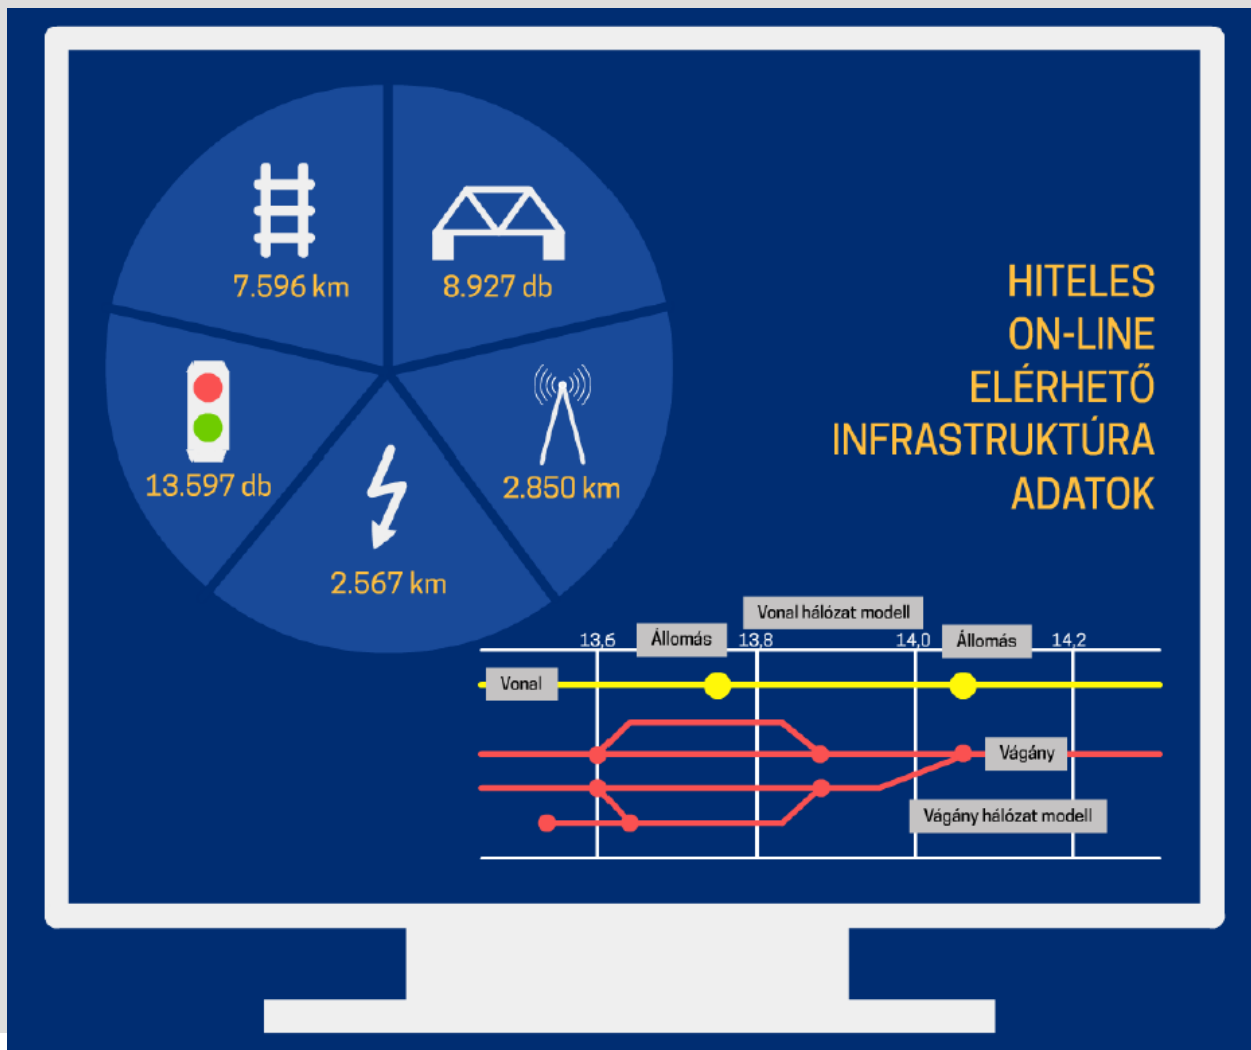 7.596 km
8.927 db
13.597 db
2.850 km
2.567 km
HITELES
ON-LINE
ELÉRHETŐ
INFRASTRUKTÚRA
ADATOK
Vonal hálózat modell
13,6 Állomás 13,8 14,0 Állomás 14,2
Vonal
Vágány
Vágány hálózat modell